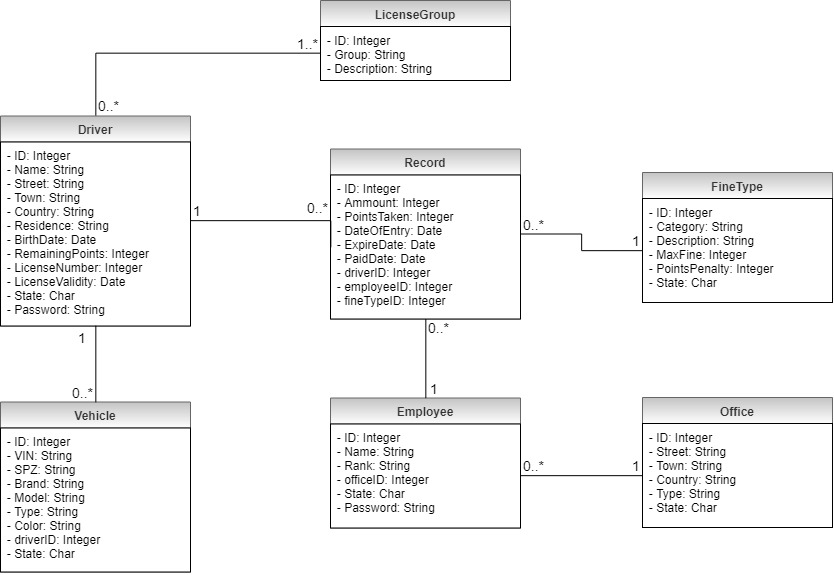 LicenseGroup
- ID: Integer
- Group: String
- Description: String
1..*
0..*
Driver
- ID: Integer
- Name: String
- Street: String
- Town: String
- Country: String
- Residence: String
- BirthDate: Date
- RemainingPoints: Integer
- LicenseNumber: Integer
- LicenseValidity: Date
- State: Char
- Password: String
1
0..*
Record
- ID: Integer
- Ammount: Integer
- PointsTaken: Integer
- DateOfEntry: Date
- ExpireDate: Date
- PaidDate: Date
- driverID: Integer
- employeeID: Integer
- fineTypeID: Integer
0..*
1
FineType
- ID: Integer
- Category: String
- Description: String
- MaxFine: Integer
- PointsPenalty: Integer
- State: Char
1
0..*
Vehicle
- ID: Integer
- VIN: String
- SPZ: String
- Brand: String
- Model: String
- Type: String
- Color: String
- driverID: Integer
- State: Char
0..*
1
Employee
- ID: Integer
- Name: String
- Rank: String
- officeID: Integer
- State: Char
- Password: String
0..*
1
Office
- ID: Integer
- Street: String
- Town: String
- Country: String
- Type: String
- State: Char